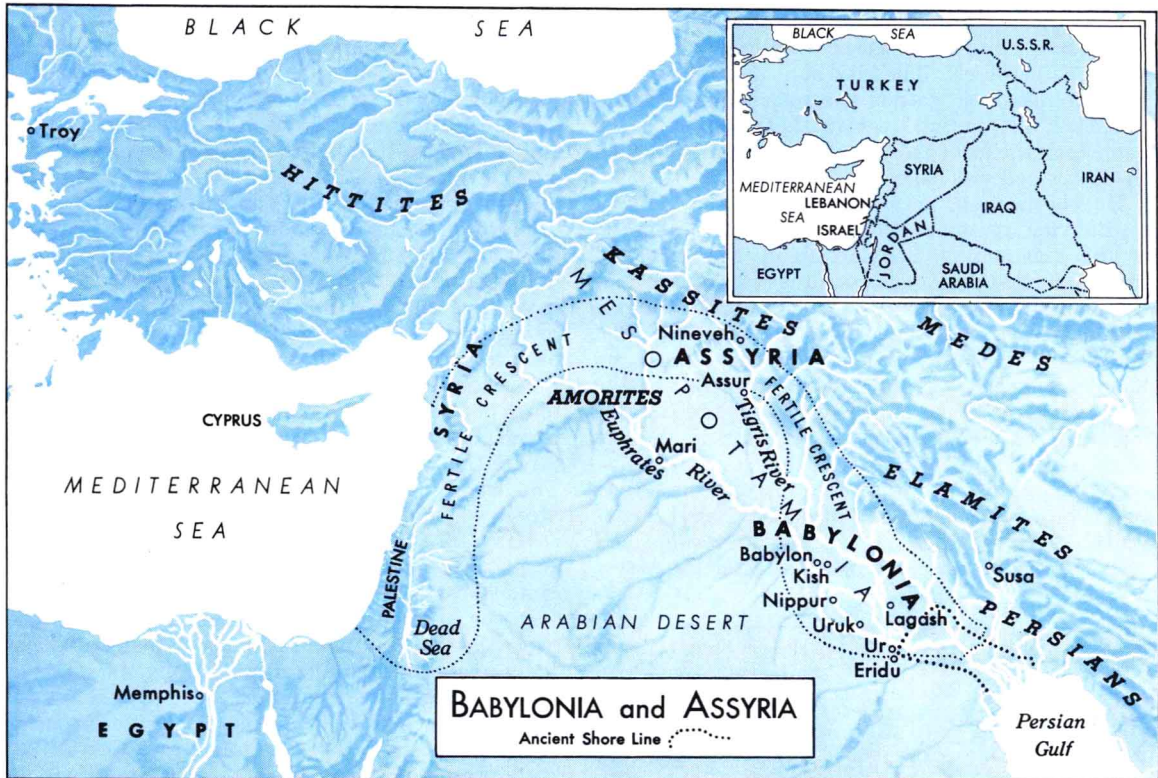 BLACK SEA
Troy
HITTITES
KASSITES
MESOPOTAMIA
Nineveh
ASSYRIA
MEDES
Assur
SYRIA
FERTILE CRESCENT
FERTILE CRESCENT
AMORITES
Tigris River
CYPRUS
Mari
Euphrates River
ELAMITES
MEDITERRANEAN
SEA
BABYLONIA
Babylon
Kish
Susa
PALESTINE
Nippur
Lagash
PERSIANS
Dead
Sea
ARABIAN DESERT
Uruk
Ur
Eridu
Memphis
EGYPT
Persian
Gulf
BABYLONIA and ASSYRIA
Ancient Shore Line
BLACK SEA
U.S.S.R.
TURKEY
SYRIA
IRAN
MEDITERRANEAN
SEA
LEBANON
IRAQ
ISRAEL
JORDAN
EGYPT
SAUDI
ARABIA